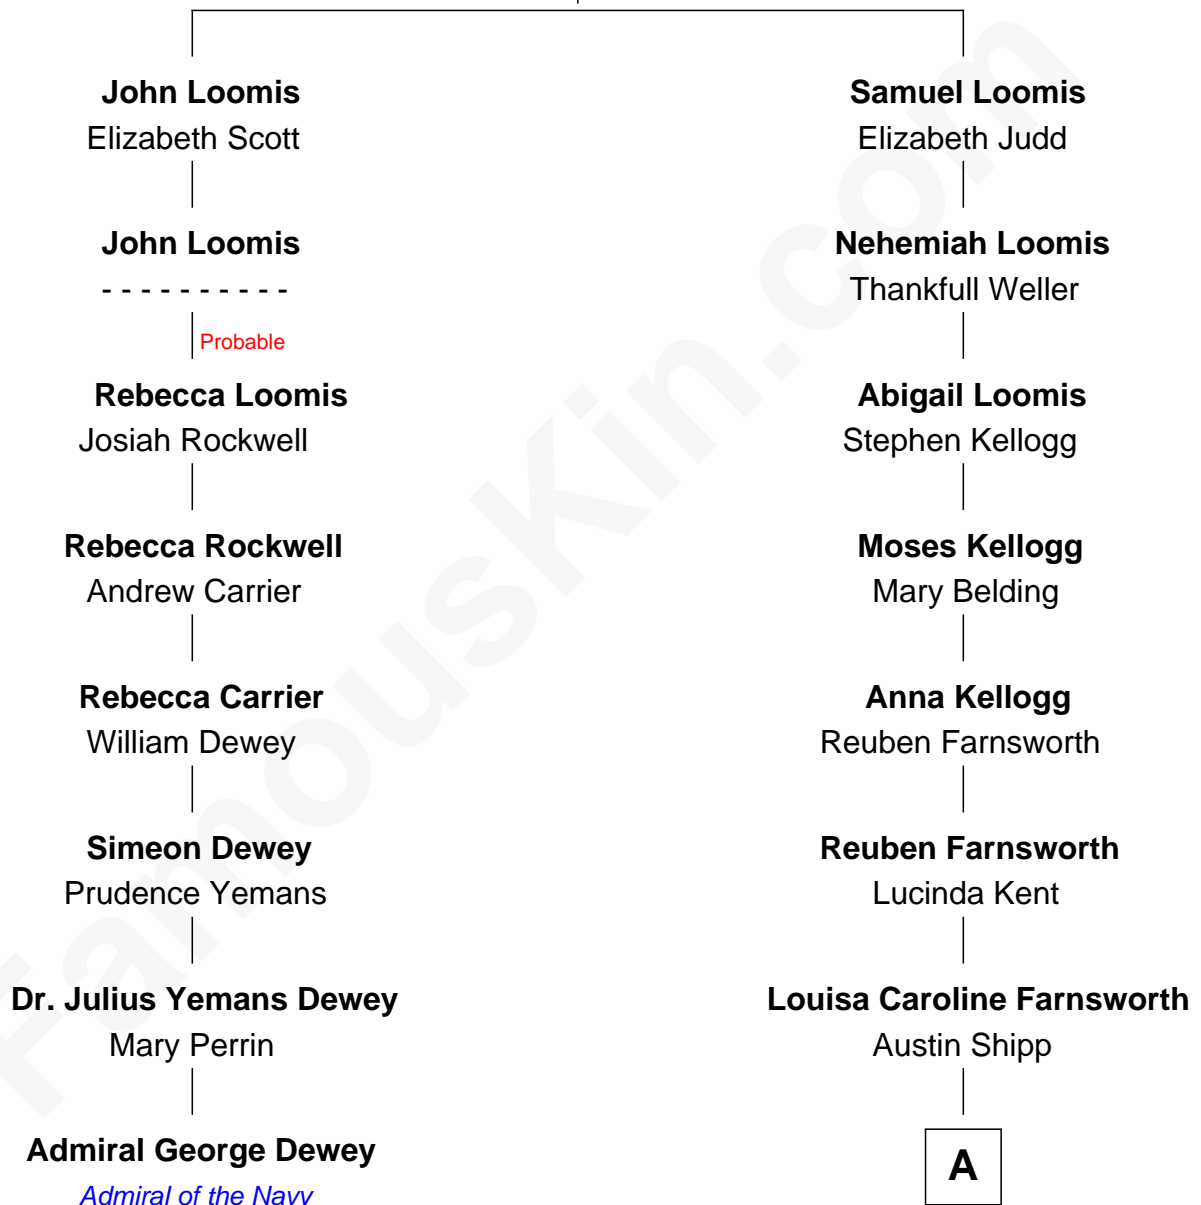 John Loomis
Elizabeth Scott
John Loomis
- - - - - - - - - -
Probable
Rebecca Loomis
Josiah Rockwell
Rebecca Rockwell
Andrew Carrier
Rebecca Carrier
William Dewey
Simeon Dewey
Prudence Yemans
Dr. Julius Yemans Dewey
Mary Perrin
Admiral George Dewey
Admiral of the Navy
Samuel Loomis
Elizabeth Judd
Nehemiah Loomis
Thankfull Weller
Abigail Loomis
Stephen Kellogg
Moses Kellogg
Mary Belding
Anna Kellogg
Reuben Farnsworth
Reuben Farnsworth
Lucinda Kent
Louisa Caroline Farnsworth
Austin Shipp
A
FamousKin.com